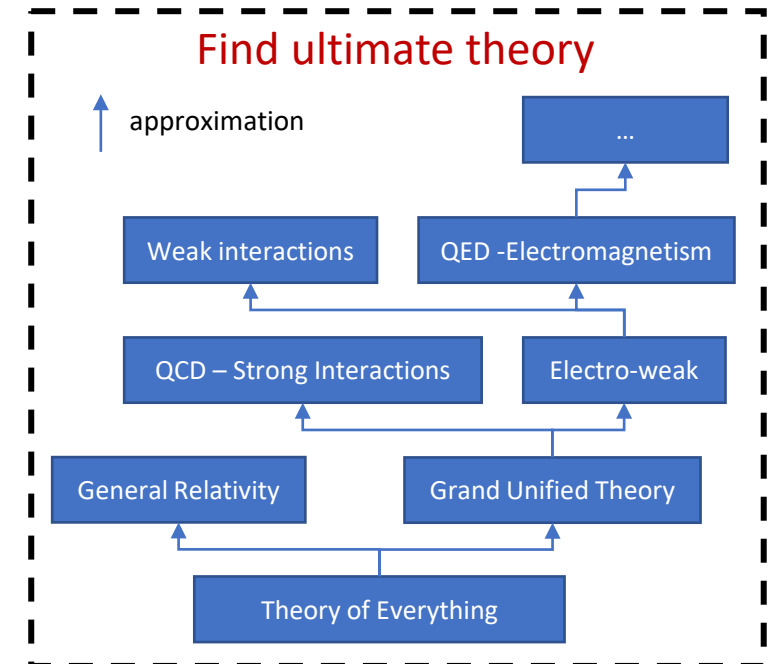 Find ultimate theory
approximation
...
Weak interactions
QED -Electromagnetism
QCD – Strong Interactions
Electro-weak
General Relativity
Grand Unified Theory
Theory of Everything